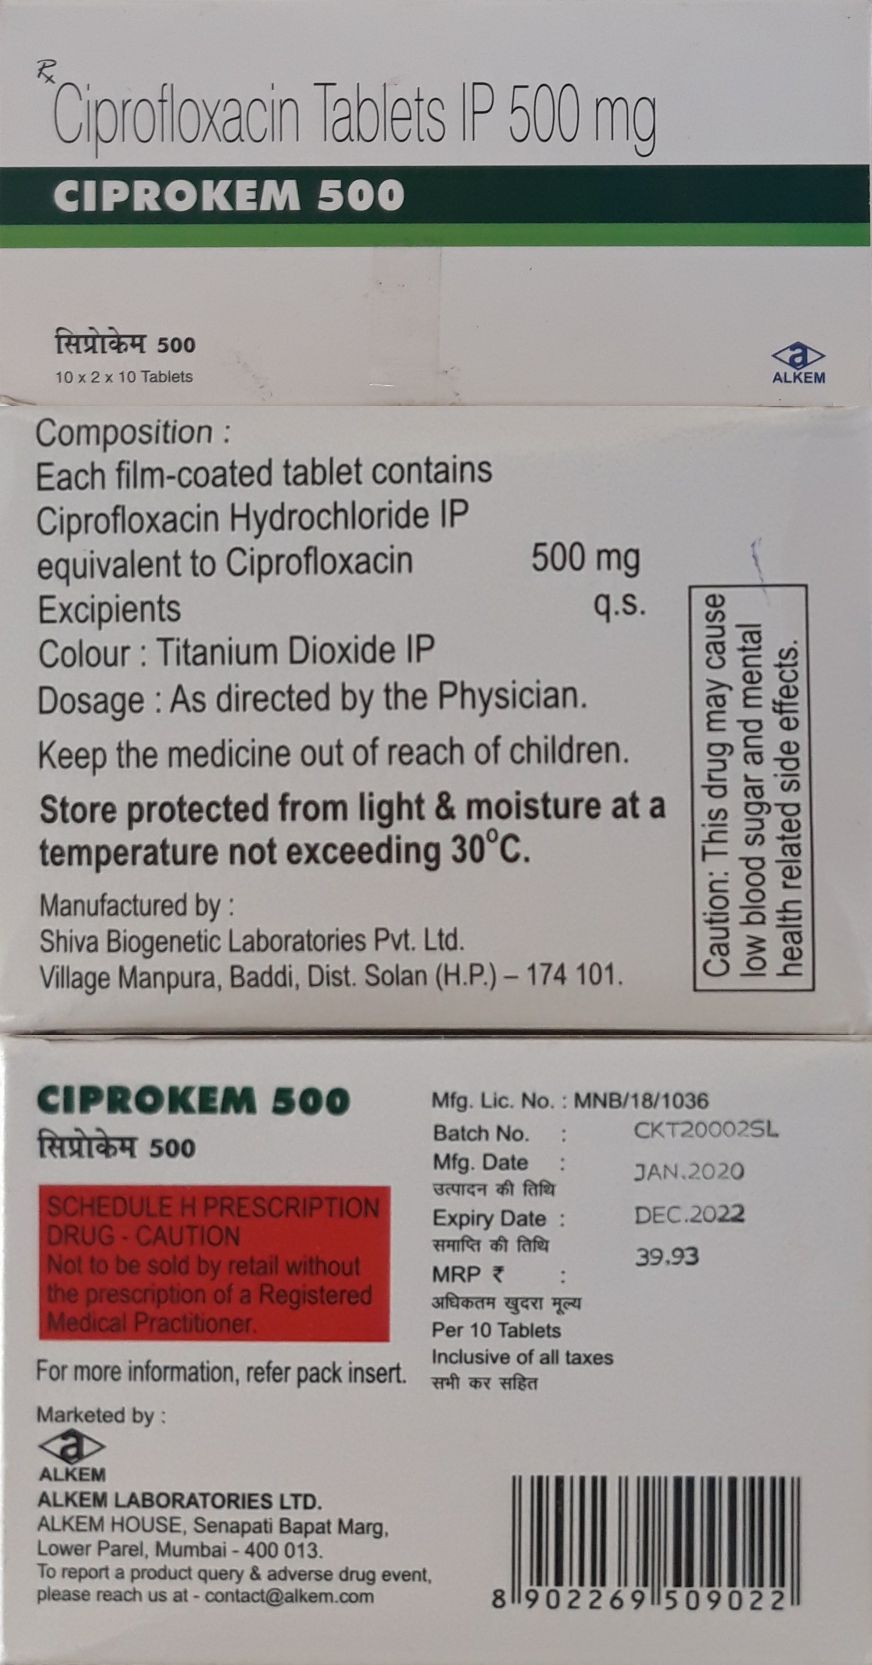 Rx
Ciprofloxacin Tablets IP 500 mg
CIPROKEM 500
सिप्रोकेम 500
10 x 2 x 10 Tablets
a
ALKEM
Composition :
Each film-coated tablet contains
Ciprofloxacin Hydrochloride IP
equivalent to Ciprofloxacin 500 mg
Excipients q.s.
Colour : Titanium Dioxide IP
Dosage : As directed by the Physician.
Keep the medicine out of reach of children.
Store protected from light & moisture at a
temperature not exceeding 30°C.
Manufactured by :
Shiva Biogenetic Laboratories Pvt. Ltd.
Village Manpura, Baddi, Dist. Solan (H.P.) – 174 101.
Caution: This drug may cause
low blood sugar and mental
health related side effects.
CIPROKEM 500
सिप्रोकेम 500
SCHEDULE H PRESCRIPTION
DRUG - CAUTION
Not to be sold by retail without
the prescription of a Registered
Medical Practitioner.
For more information, refer pack insert.
Marketed by :
a
ALKEM
ALKEM LABORATORIES LTD.
ALKEM HOUSE, Senapati Bapat Marg,
Lower Parel, Mumbai - 400 013.
To report a product query & adverse drug event,
please reach us at - contact@alkem.com
Mfg. Lic. No. : MNB/18/1036
Batch No. : CKT20002SL
Mfg. Date : JAN.2020
उत्पादन की तिथि
Expiry Date : DEC.2022
समाप्ति की तिथि
MRP ₹ : 39.93
अधिकतम खुदरा मूल्य
Per 10 Tablets
Inclusive of all taxes
सभी कर सहित
8 902269 509022